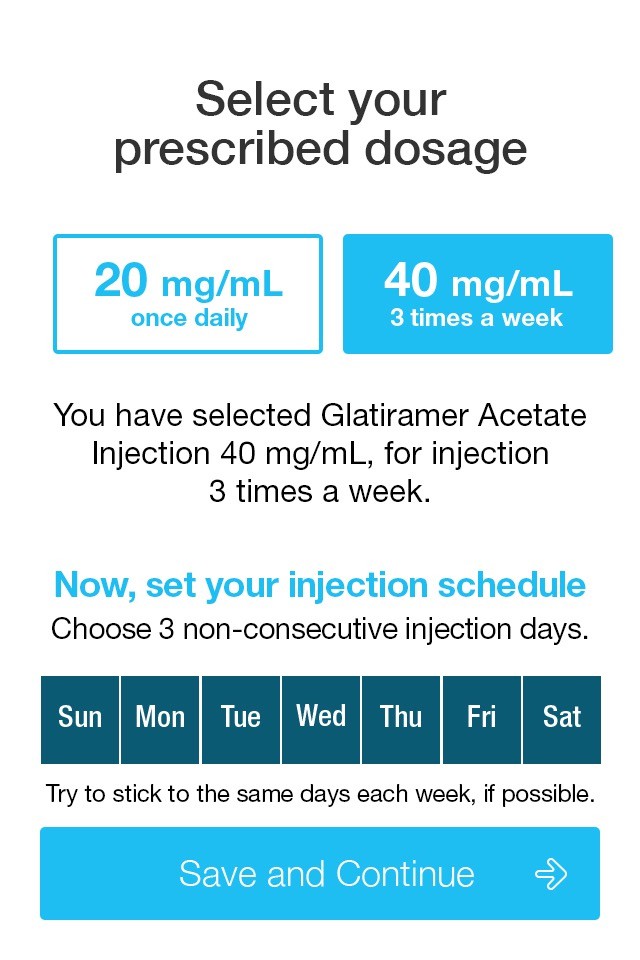 Select your
prescribed dosage
20 mg/mL
once daily
40 mg/mL
3 times a week
You have selected Glatiramer Acetate
Injection 40 mg/mL, for injection
3 times a week.
Now, set your injection schedule
Choose 3 non-consecutive injection days.
Sun Mon Tue Wed Thu Fri Sat
Try to stick to the same days each week, if possible.
Save and Continue